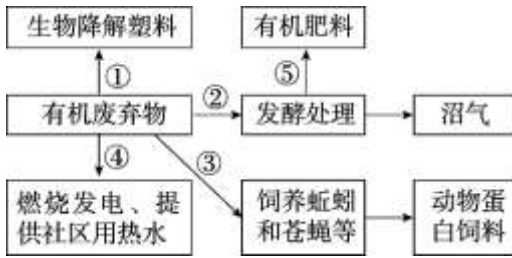 生物降解塑料
有机肥料
①
⑤
有机废弃物
②
发酵处理
沼气
④
③
燃烧发电、提
供社区用热水
饲养蚯蚓
和苍蝇等
动物蛋
白饲料